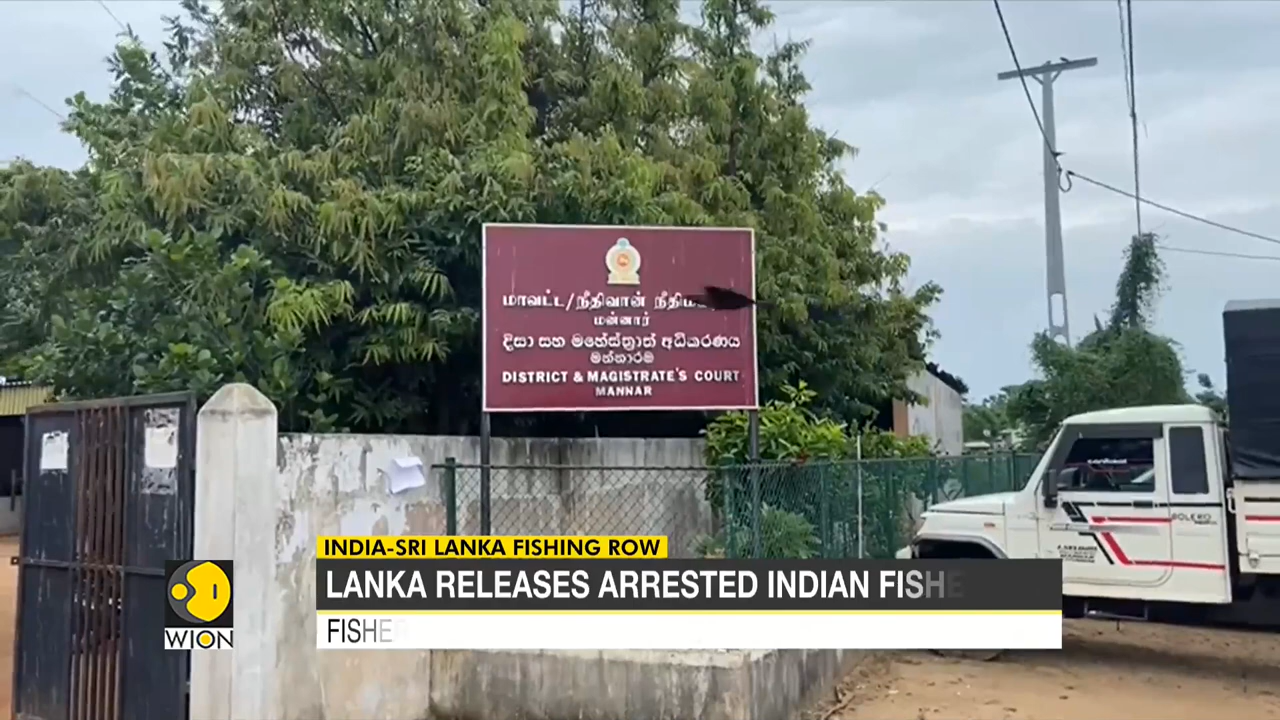 மாவட்ட/நீதிவான்
மன்னார்
දිසා සහ මහේස්ත්‍රාත් අධිකරණය
මන්නාරම
DISTRICT & MAGISTRATE'S COURT
MANNAR
BOLERO
INDIA-SRI LANKA FISHING ROW
LANKA RELEASES ARRESTED INDIAN FISHE
FISHER
WION